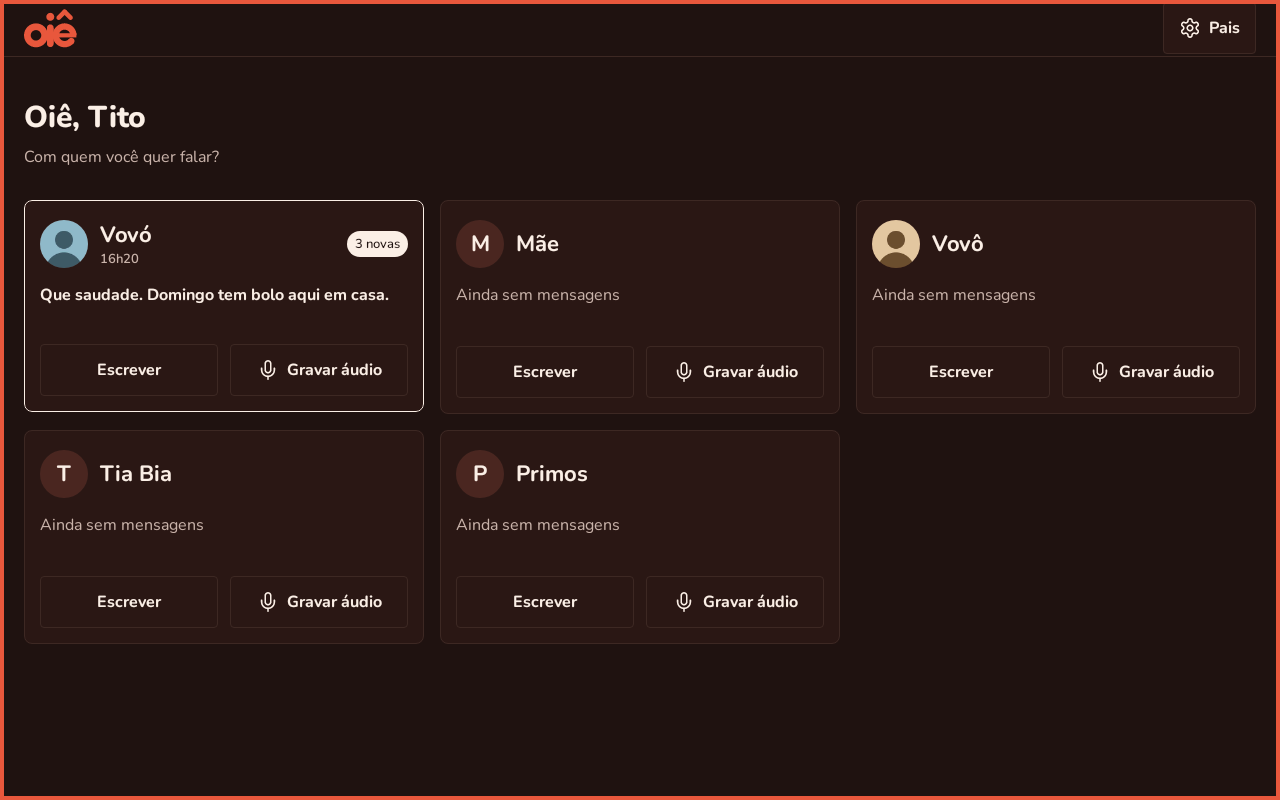 oiê
Pais
Oiê, Tito
Com quem você quer falar?
Vovó
16h20
3 novas
Que saudade. Domingo tem bolo aqui em casa.
Escrever
Gravar áudio
M
Mãe
Ainda sem mensagens
Escrever
Gravar áudio
Vovô
Ainda sem mensagens
Escrever
Gravar áudio
T
Tia Bia
Ainda sem mensagens
Escrever
Gravar áudio
P
Primos
Ainda sem mensagens
Escrever
Gravar áudio